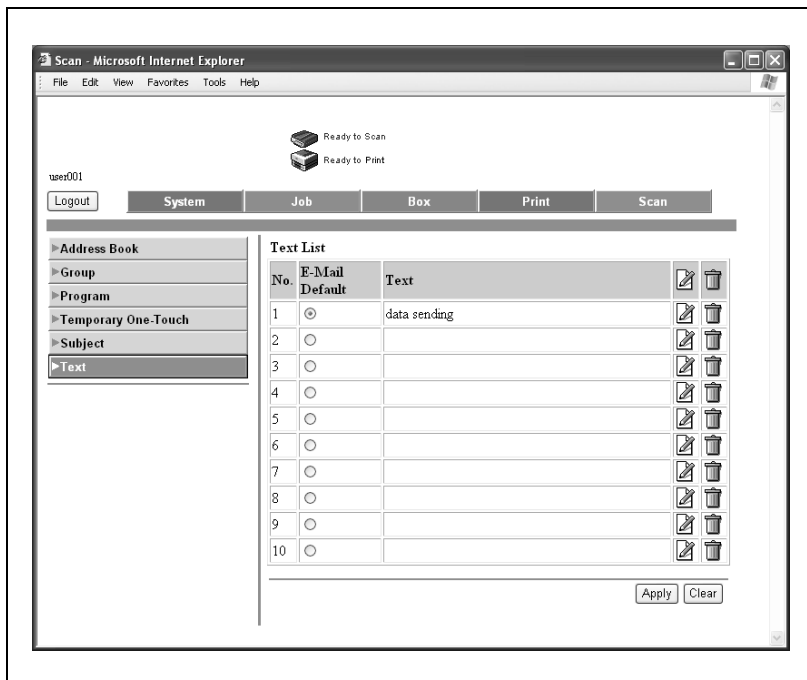 Scan - Microsoft Internet Explorer
File Edit View Favorites Tools Help
Ready to Scan
Ready to Print
user001
Logout System Job Box Print Scan
Address Book
Group
Program
Temporary One-Touch
Subject
Text
Text List
No. E-Mail Default Text
1 data sending
2
3
4
5
6
7
8
9
10
Apply Clear